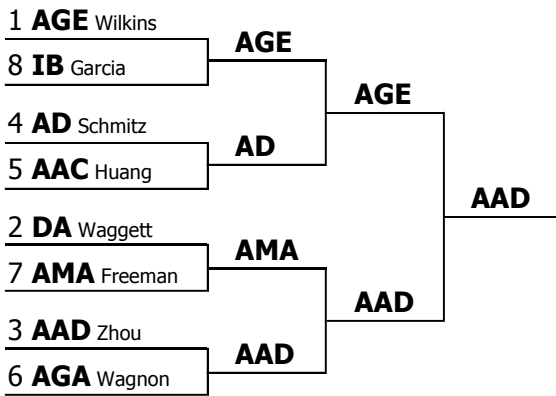 1 AGE Wilkins
8 IB Garcia
4 AD Schmitz
5 AAC Huang
2 DA Waggett
7 AMA Freeman
3 AAD Zhou
6 AGA Wagnon
AGE
AD
AMA
AAD
AGE
AAD
AAD